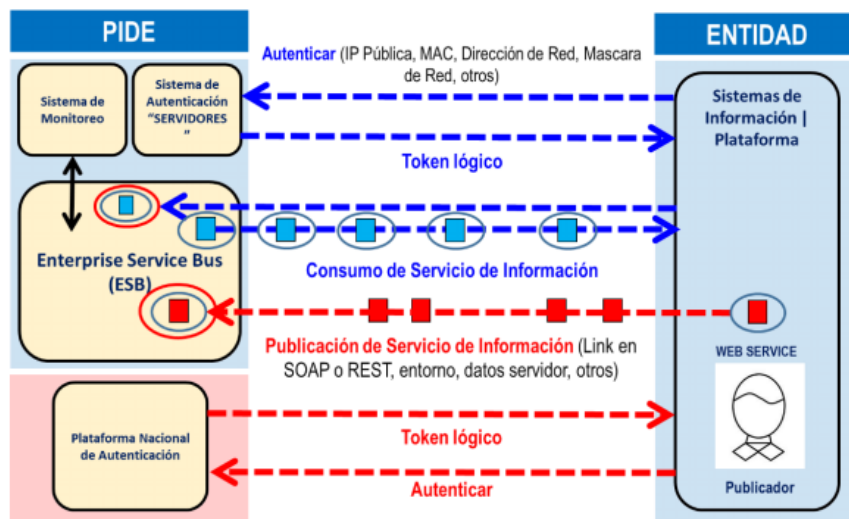 PIDE
ENTIDAD
Autenticar (IP Pública, MAC, Dirección de Red, Mascara
de Red, otros)
Sistema de
Monitoreo
Sistema de
Autenticación
“SERVIDORES
”
Sistemas de
Información |
Plataforma
Token lógico
Enterprise Service Bus
(ESB)
Consumo de Servicio de Información
Publicación de Servicio de Información (Link en
SOAP o REST, entorno, datos servidor, otros)
WEB SERVICE
Plataforma Nacional
de Autenticación
Token lógico
Autenticar
Publicador